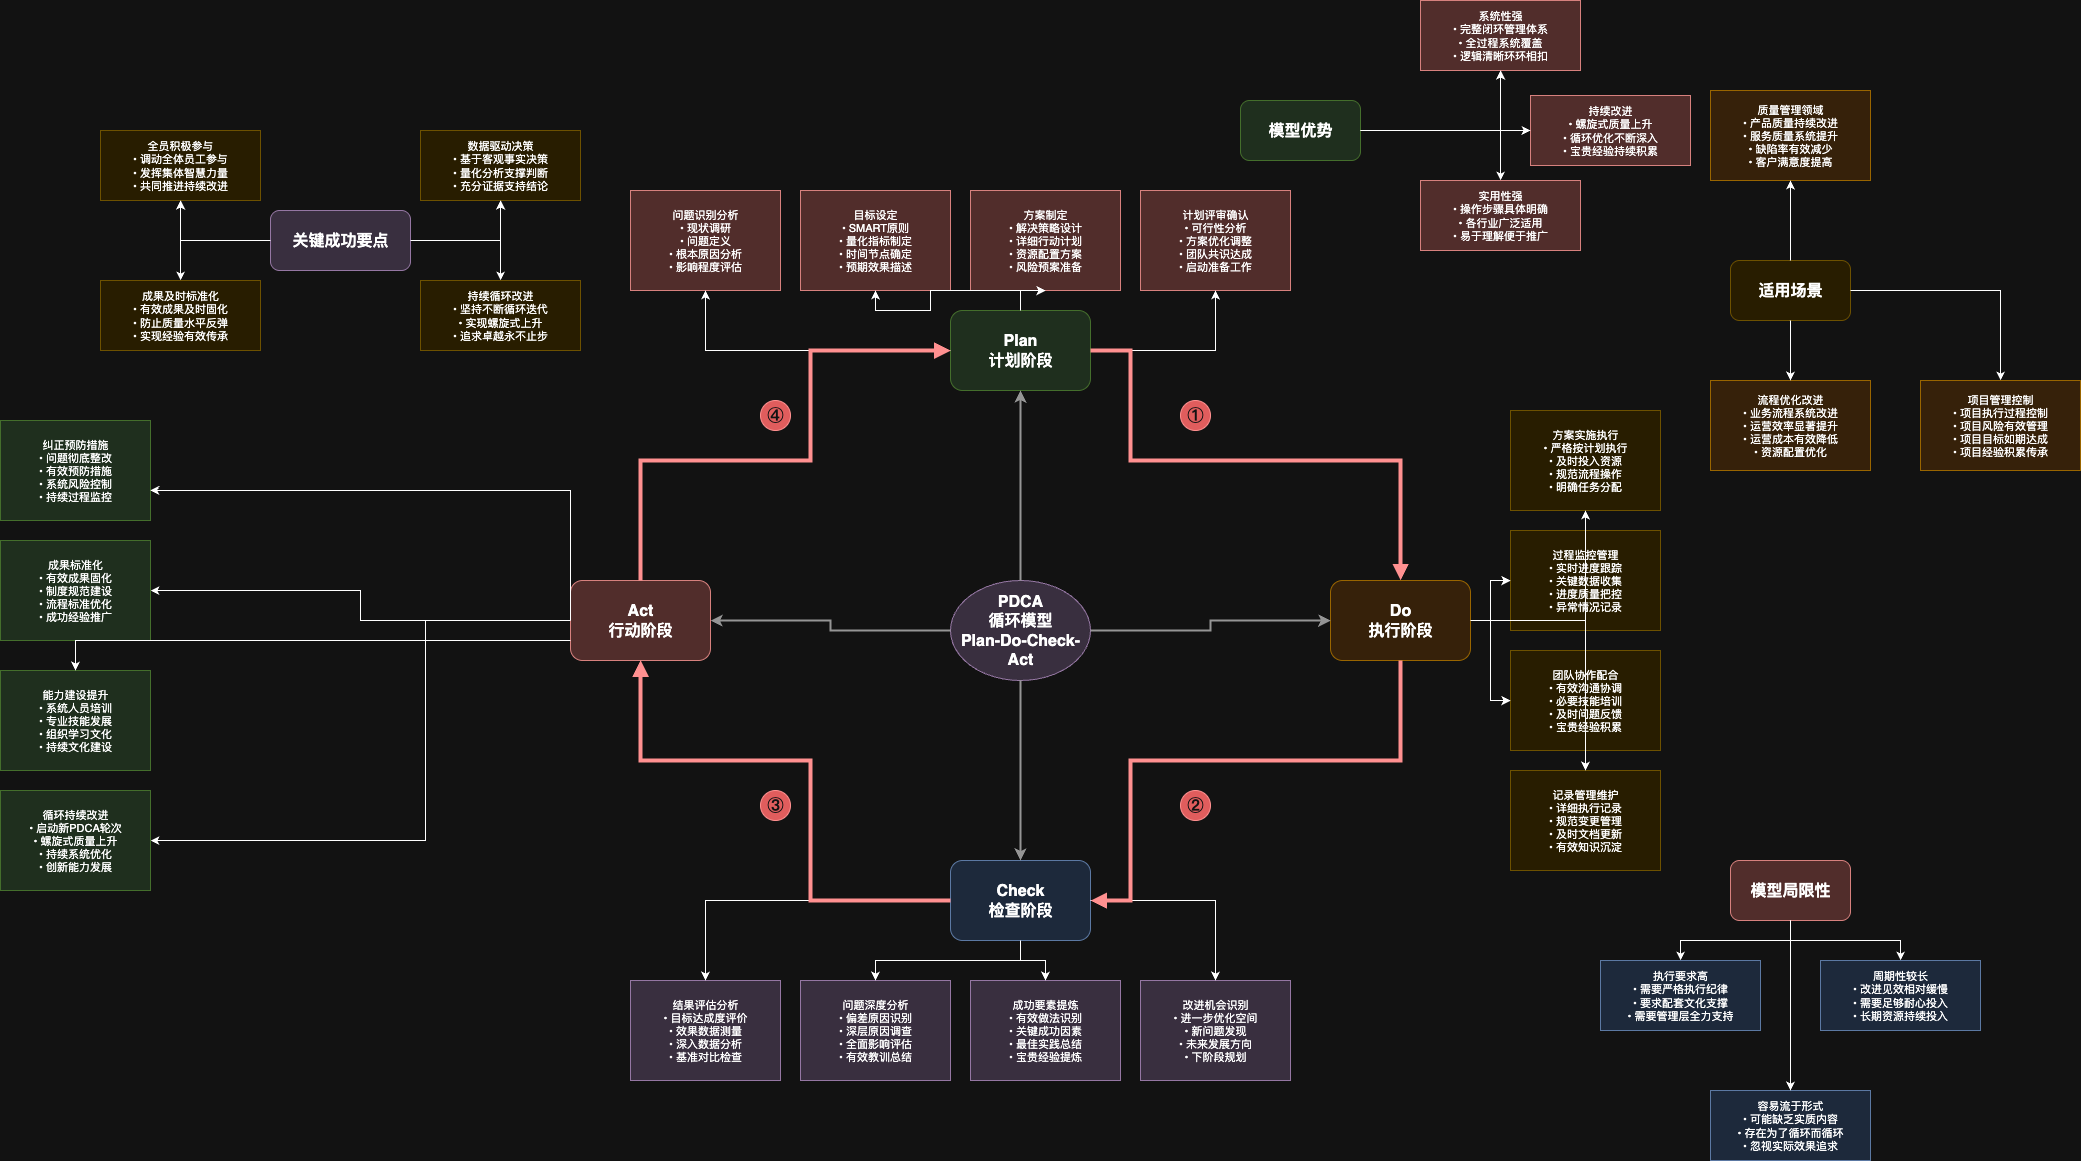 系统性强
• 完整闭环管理体系
• 全过程系统覆盖
• 逻辑清晰环环相扣
模型优势
持续改进
• 螺旋式质量上升
• 循环优化不断深入
• 宝贵经验持续积累
实用性强
• 操作步骤具体明确
• 各行业广泛适用
• 易于理解便于推广
质量管理领域
• 产品质量持续改进
• 服务质量系统提升
• 缺陷率有效减少
• 客户满意度提高
适用场景
流程优化改进
• 业务流程系统改进
• 运营效率显著提升
• 运营成本有效降低
• 资源配置优化
项目管理控制
• 项目执行过程控制
• 项目风险有效管理
• 项目目标如期达成
• 项目经验积累传承
全员积极参与
• 调动全体员工参与
• 发挥集体智慧力量
• 共同推进持续改进
数据驱动决策
• 基于客观事实决策
• 量化分析支撑判断
• 充分证据支持结论
关键成功要点
成果及时标准化
• 有效成果及时固化
• 防止质量水平反弹
• 实现经验有效传承
持续循环改进
• 坚持不断循环迭代
• 实现螺旋式上升
• 追求卓越永不止步
问题识别分析
• 现状调研
• 问题定义
• 根本原因分析
• 影响程度评估
目标设定
• SMART原则
• 量化指标制定
• 时间节点确定
• 预期效果描述
方案制定
• 解决策略设计
• 详细行动计划
• 资源配置方案
• 风险预案准备
计划评审确认
• 可行性分析
• 方案优化调整
• 团队共识达成
• 启动准备工作
Plan
计划阶段
④
①
纠正预防措施
• 问题彻底整改
• 有效预防措施
• 系统风险控制
• 持续过程监控
成果标准化
• 有效成果固化
• 制度规范建设
• 流程标准优化
• 成功经验推广
能力建设提升
• 系统人员培训
• 专业技能发展
• 组织学习文化
• 持续文化建设
循环持续改进
• 启动新PDCA轮次
• 螺旋式质量上升
• 持续系统优化
• 创新能力发展
Act
行动阶段
PDCA
循环模型
Plan-Do-Check-
Act
Do
执行阶段
方案实施执行
• 严格按计划执行
• 及时投入资源
• 规范流程操作
• 明确任务分配
过程监控管理
• 实时进度跟踪
• 关键数据收集
• 进度质量把控
• 异常情况记录
团队协作配合
• 有效沟通协调
• 必要技能培训
• 及时问题反馈
• 宝贵经验积累
记录管理维护
• 详细执行记录
• 规范变更管理
• 及时文档更新
• 有效知识沉淀
③
②
Check
检查阶段
结果评估分析
• 目标达成度评价
• 效果数据测量
• 深入数据分析
• 基准对比检查
问题深度分析
• 偏差原因识别
• 深层原因调查
• 全面影响评估
• 有效教训总结
成功要素提炼
• 有效做法识别
• 关键成功因素
• 最佳实践总结
• 宝贵经验提炼
改进机会识别
• 进一步优化空间
• 新问题发现
• 未来发展方向
• 下阶段规划
模型局限性
执行要求高
• 需要严格执行纪律
• 要求配套文化支撑
• 需要管理层全力支持
周期性较长
• 改进见效相对缓慢
• 需要足够耐心投入
• 长期资源持续投入
容易流于形式
• 可能缺乏实质内容
• 存在为了循环而循环
• 忽视实际效果追求